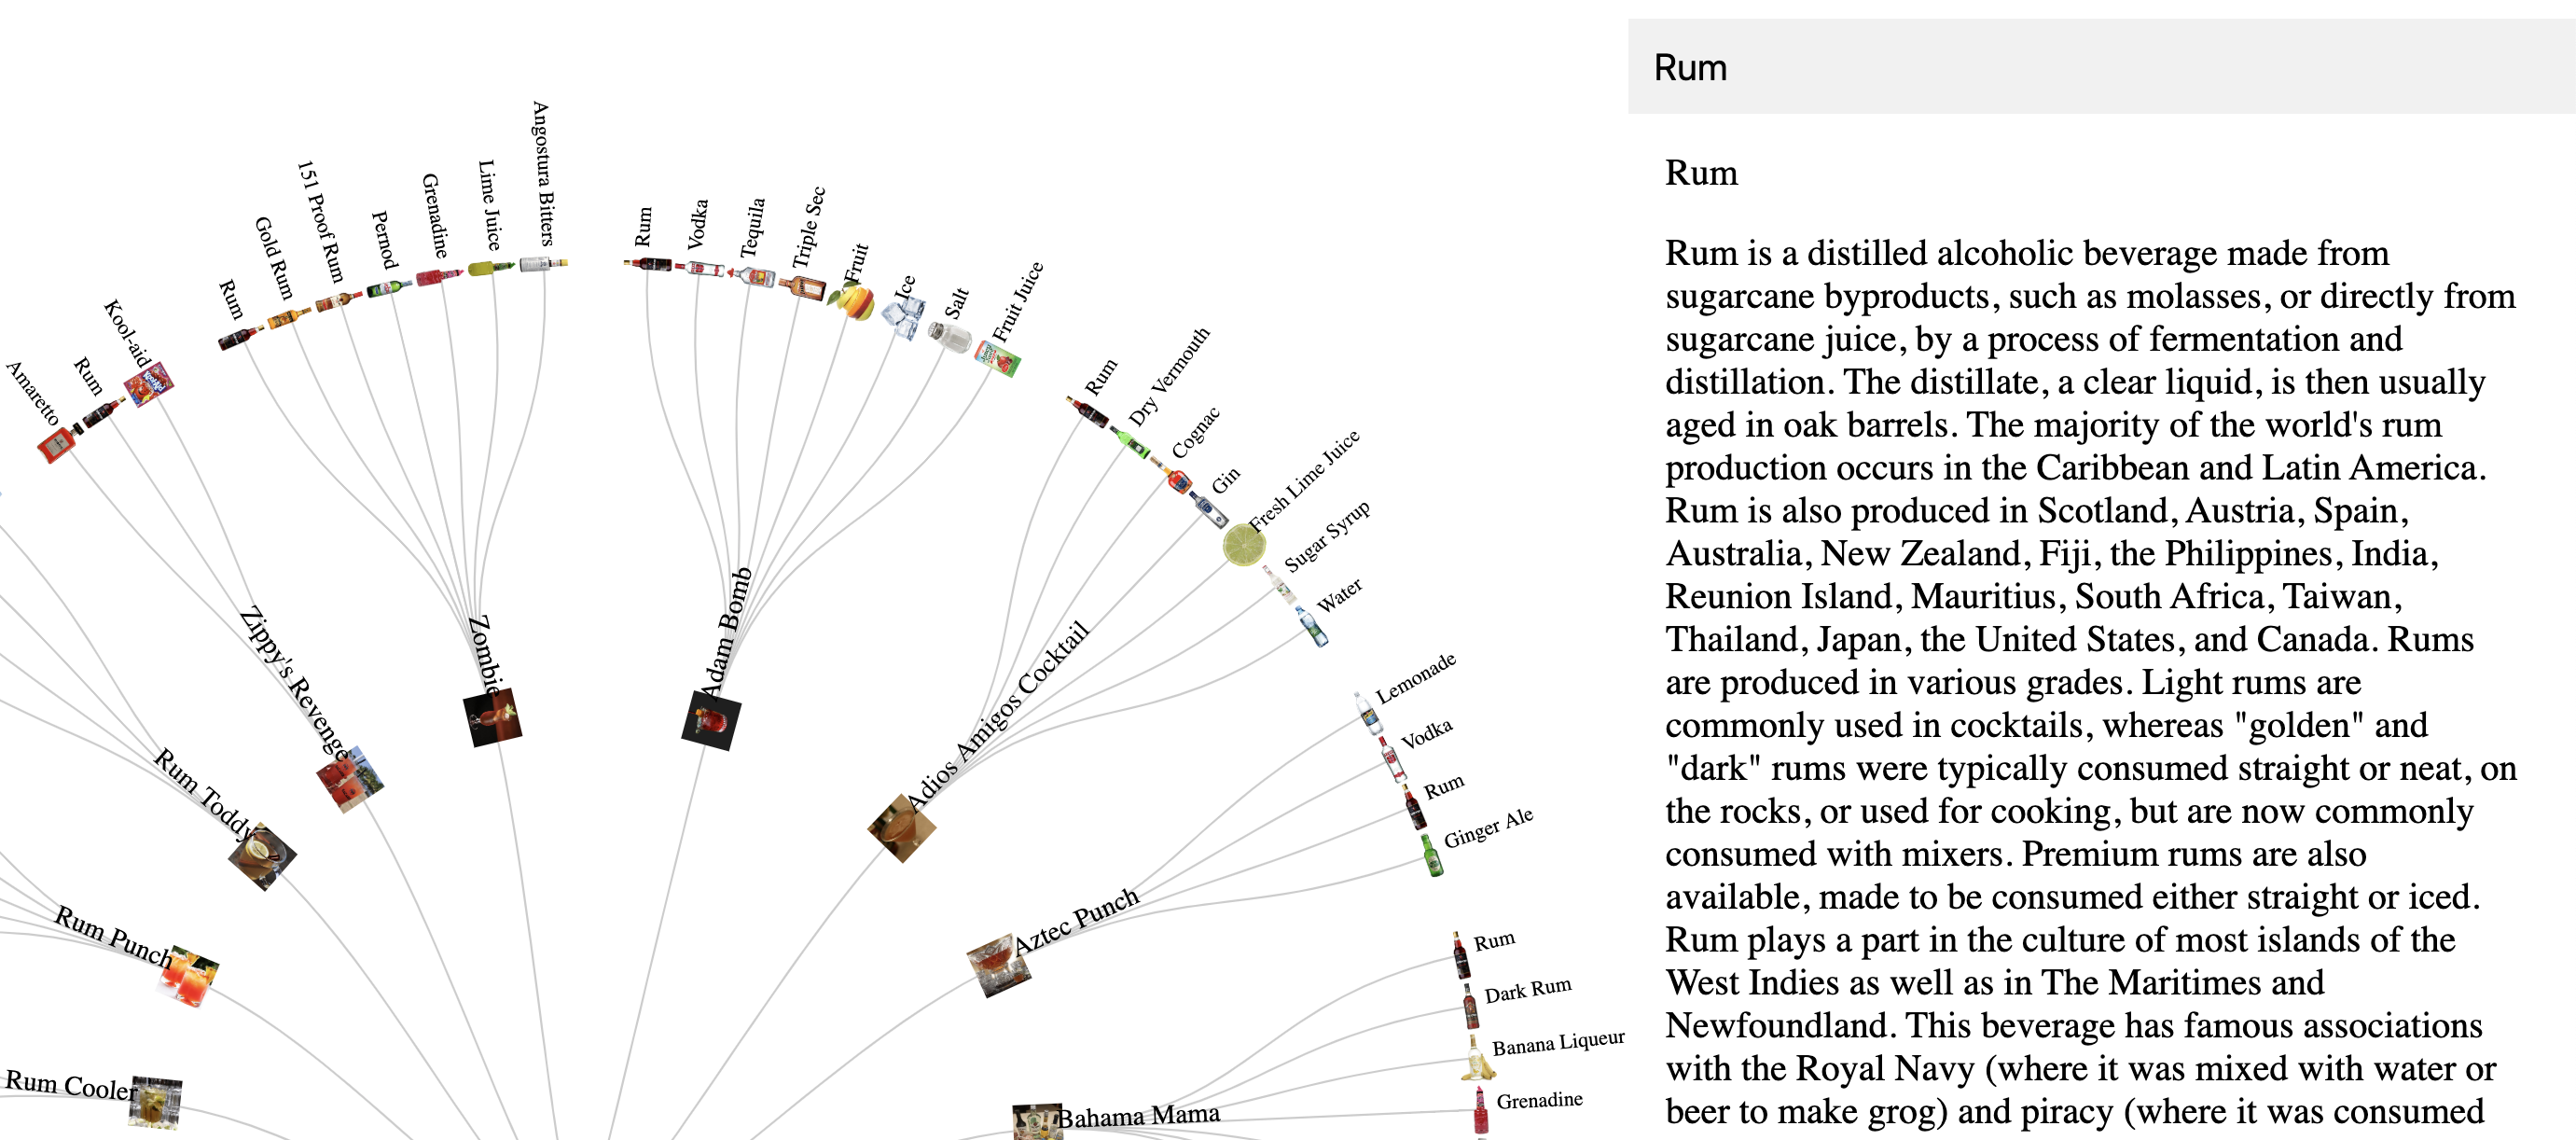 Amaretto
Rum
Kool-aid
Zippy's Revenge
Rum
Gold Rum
151 Proof Rum
Pernod
Grenadine
Lime Juice
Angostura Bitters
Zombie
Rum
Vodka
Tequila
Triple Sec
Fruit
Ice
Salt
Fruit Juice
Adam Bomb
Rum
Dry Vermouth
Cognac
Gin
Fresh Lime Juice
Sugar Syrup
Water
Adios Amigos Cocktail
Lemonade
Vodka
Rum
Ginger Ale
Aztec Punch
Rum
Dark Rum
Banana Liqueur
Grenadine
Bahama Mama
Rum Toddy
Rum Punch
Rum Cooler
Rum
Rum
Rum is a distilled alcoholic beverage made from
sugarcane byproducts, such as molasses, or directly from
sugarcane juice, by a process of fermentation and
distillation. The distillate, a clear liquid, is then usually
aged in oak barrels. The majority of the world's rum
production occurs in the Caribbean and Latin America.
Rum is also produced in Scotland, Austria, Spain,
Australia, New Zealand, Fiji, the Philippines, India,
Reunion Island, Mauritius, South Africa, Taiwan,
Thailand, Japan, the United States, and Canada. Rums
are produced in various grades. Light rums are
commonly used in cocktails, whereas "golden" and
"dark" rums were typically consumed straight or neat, on
the rocks, or used for cooking, but are now commonly
consumed with mixers. Premium rums are also
available, made to be consumed either straight or iced.
Rum plays a part in the culture of most islands of the
West Indies as well as in The Maritimes and
Newfoundland. This beverage has famous associations
with the Royal Navy (where it was mixed with water or
beer to make grog) and piracy (where it was consumed